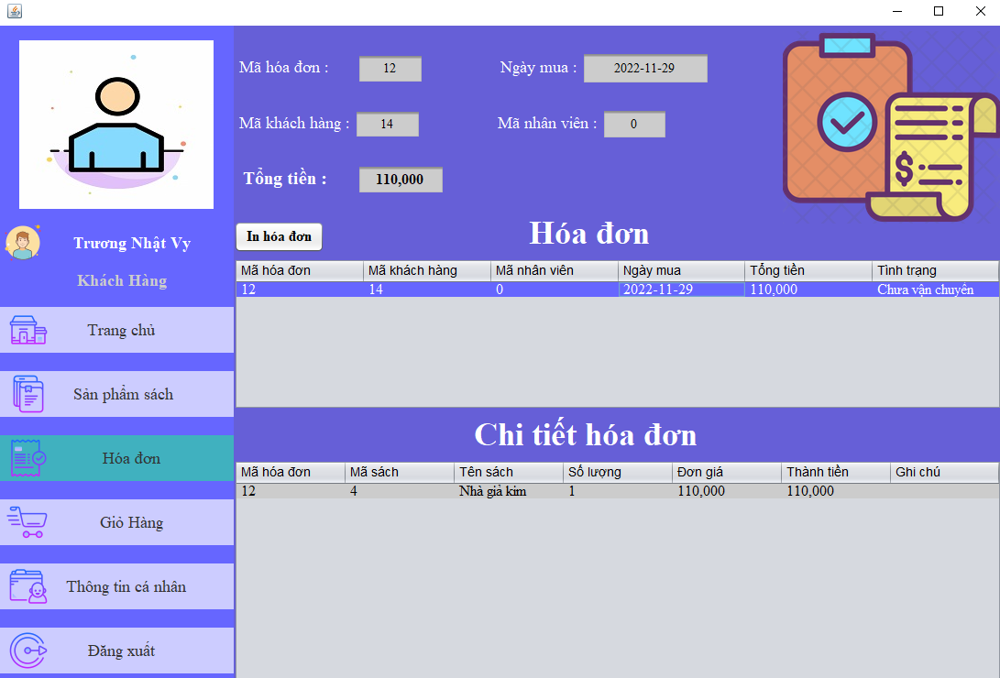 Trương Nhật Vy
Khách Hàng
Trang chủ
Sản phẩm sách
Hóa đơn
Giỏ Hàng
Thông tin cá nhân
Đăng xuất
Mã hóa đơn : 12 Ngày mua : 2022-11-29
Mã khách hàng : 14 Mã nhân viên : 0
Tổng tiền : 110,000
$
In hóa đơn Hóa đơn
Mã hóa đơn Mã khách hàng Mã nhân viên Ngày mua Tổng tiền Tình trạng
12 14 0 2022-11-29 110,000 Chưa vận chuyển
Chi tiết hóa đơn
Mã hóa đơn Mã sách Tên sách Số lượng Đơn giá Thành tiền Ghi chú
12 4 Nhà giả kim 1 110,000 110,000